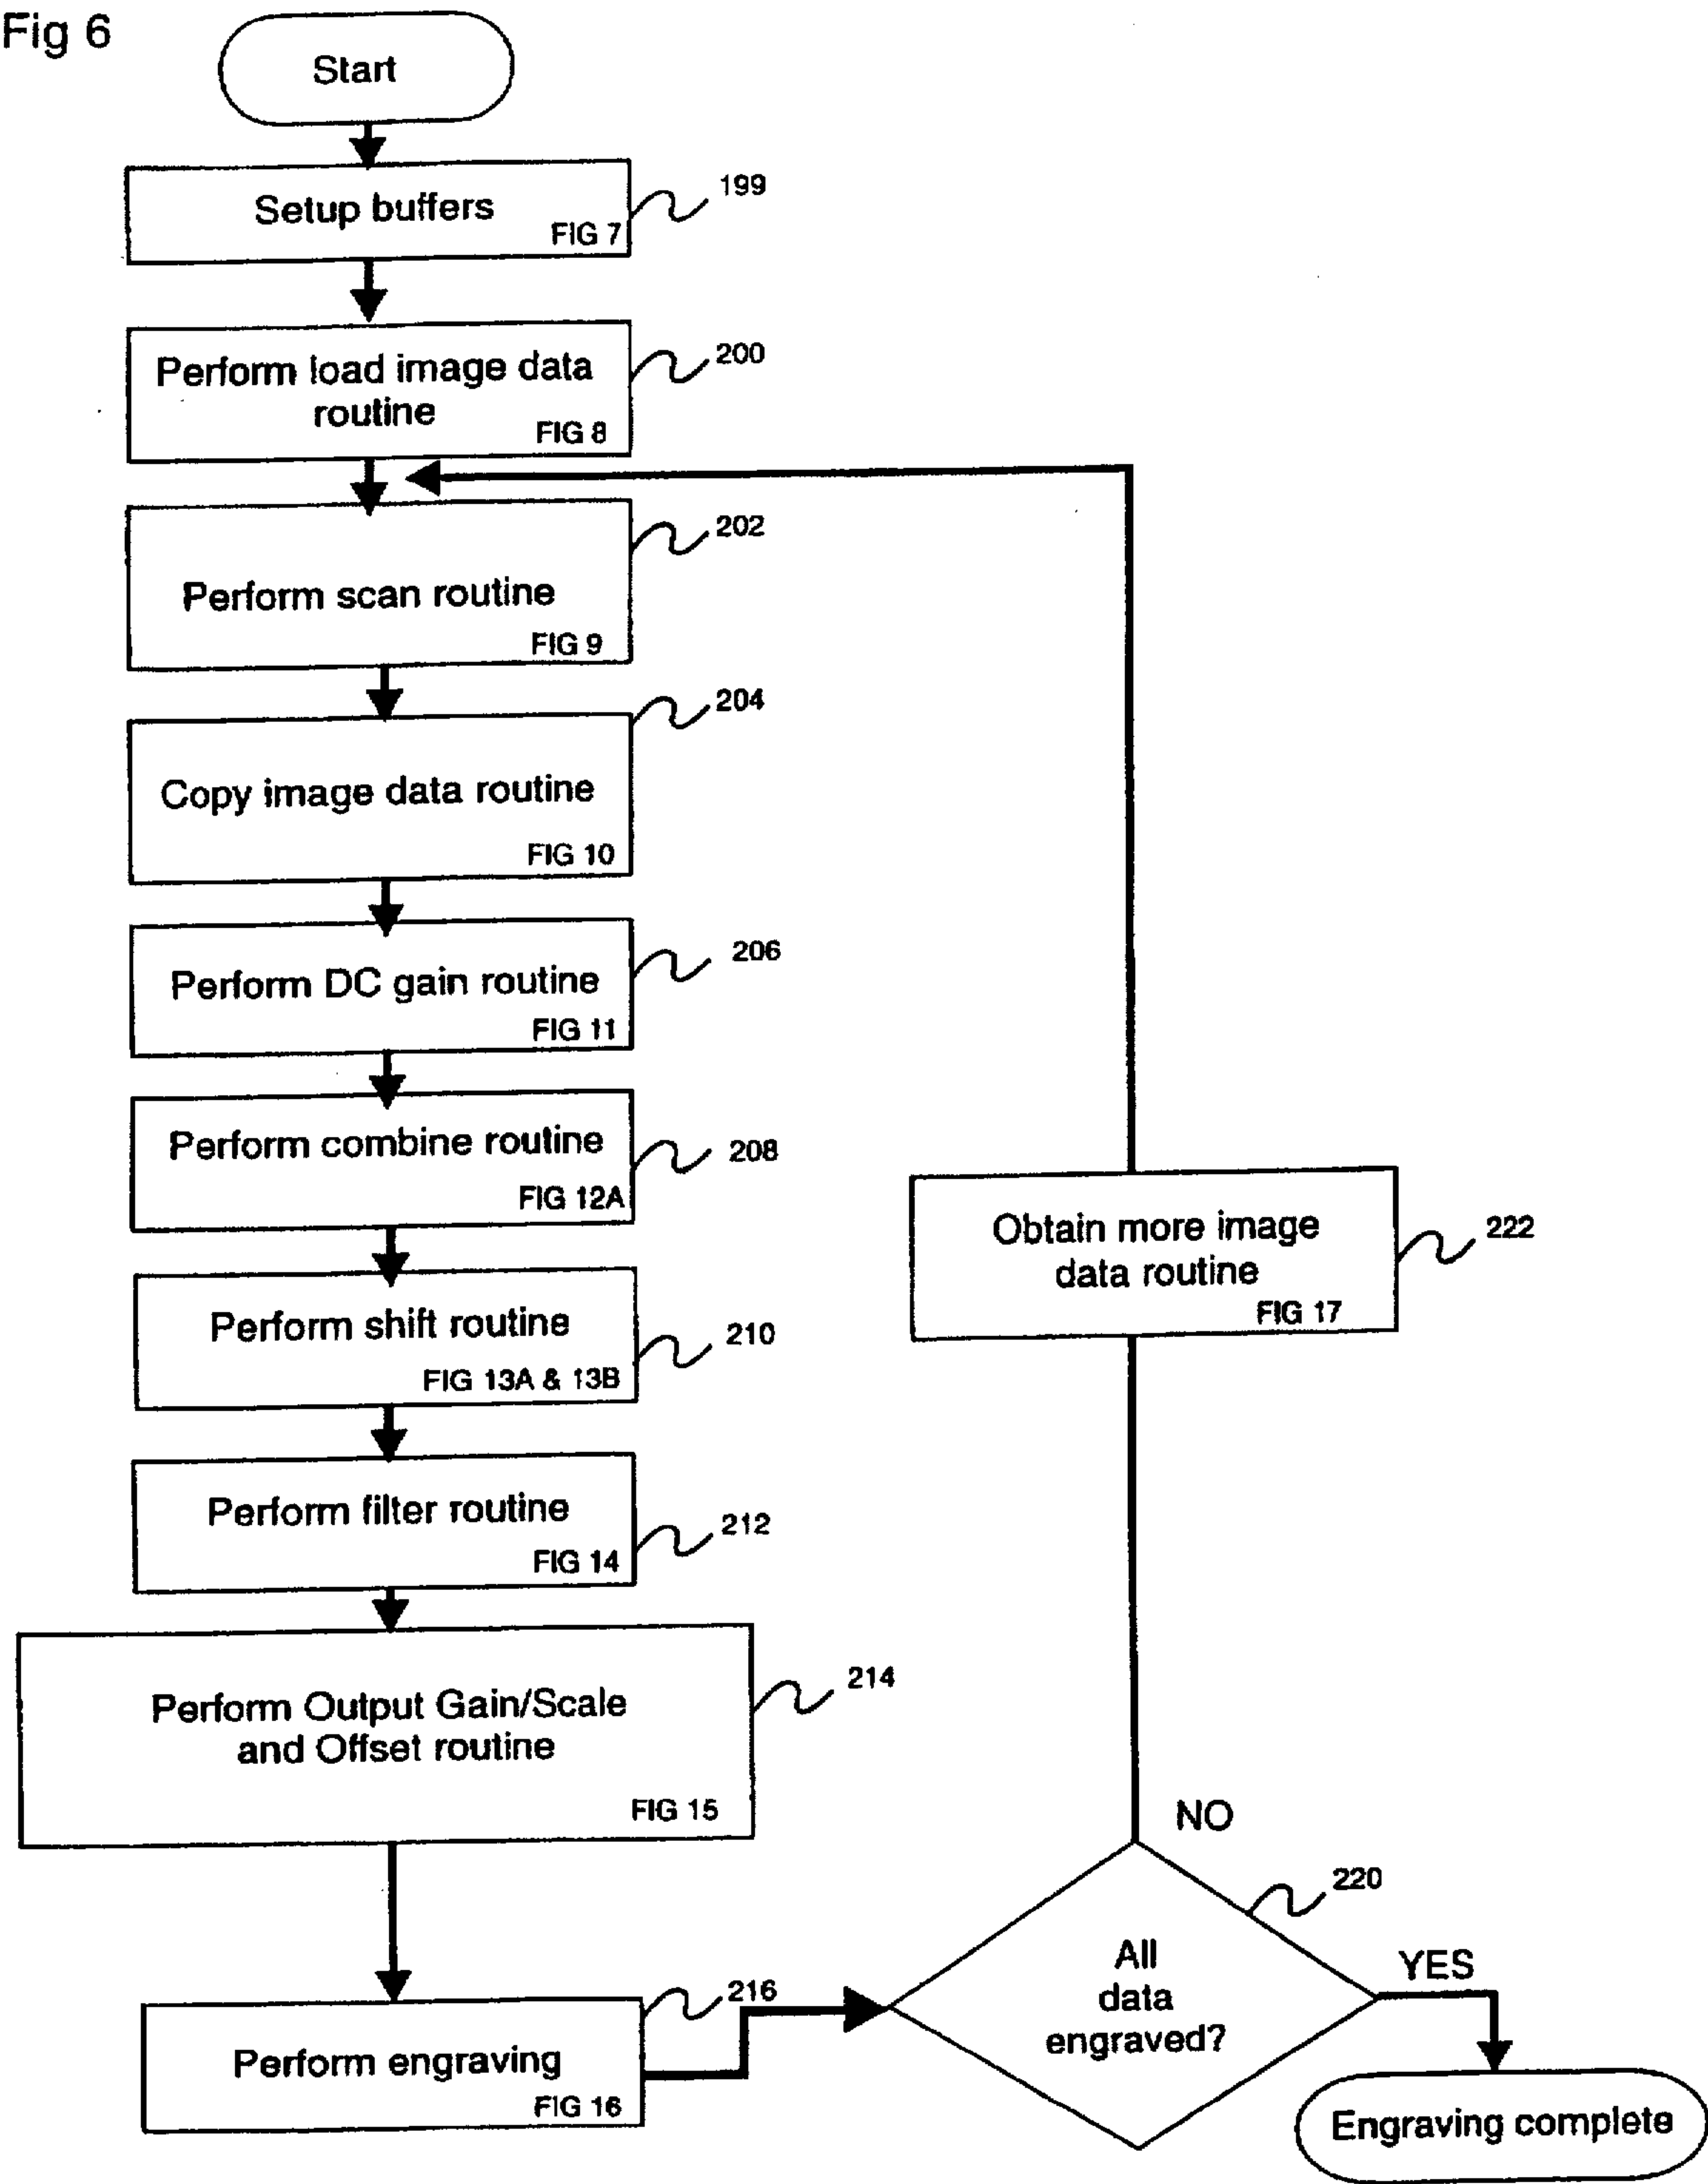 Fig 6
Start
Setup buffers
FIG 7
199
Perform load image data
routine
FIG 8
200
Perform scan routine
FIG 9
202
Copy image data routine
FIG 10
204
Perform DC gain routine
FIG 11
206
Perform combine routine
FIG 12A
208
Perform shift routine
FIG 13A & 13B
210
Perform filter routine
FIG 14
212
Perform Output Gain/Scale
and Offset routine
FIG 15
214
Perform engraving
FIG 16
216
All
data
engraved?
220
NO
YES
Obtain more image
data routine
FIG 17
222
Engraving complete